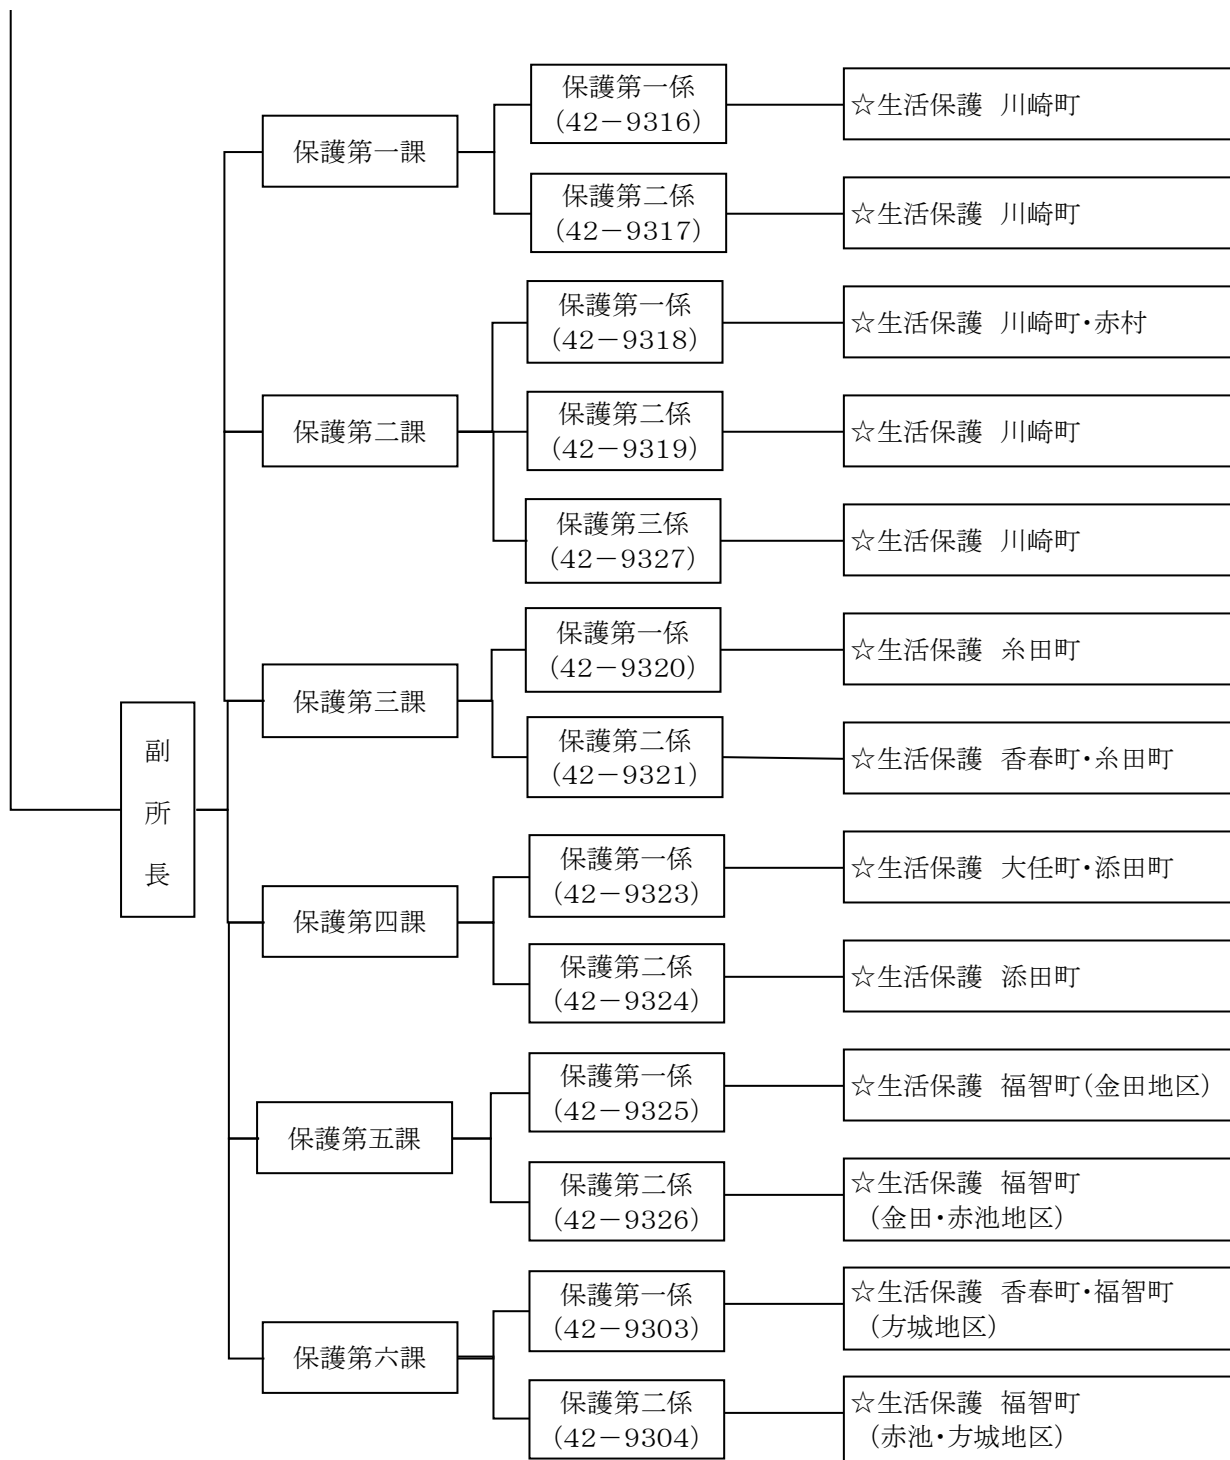 副
所
長
保護第一課
保護第一係
(42－9316)
☆生活保護　川崎町
保護第二係
(42－9317)
☆生活保護　川崎町
保護第二課
保護第一係
(42－9318)
☆生活保護　川崎町・赤村
保護第二係
(42－9319)
☆生活保護　川崎町
保護第三係
(42－9327)
☆生活保護　川崎町
保護第三課
保護第一係
(42－9320)
☆生活保護　糸田町
保護第二係
(42－9321)
☆生活保護　香春町・糸田町
保護第四課
保護第一係
(42－9323)
☆生活保護　大任町・添田町
保護第二係
(42－9324)
☆生活保護　添田町
保護第五課
保護第一係
(42－9325)
☆生活保護　福智町(金田地区)
保護第二係
(42－9326)
☆生活保護　福智町
(金田・赤池地区)
保護第六課
保護第一係
(42－9303)
☆生活保護　香春町・福智町
(方城地区)
保護第二係
(42－9304)
☆生活保護　福智町
(赤池・方城地区)